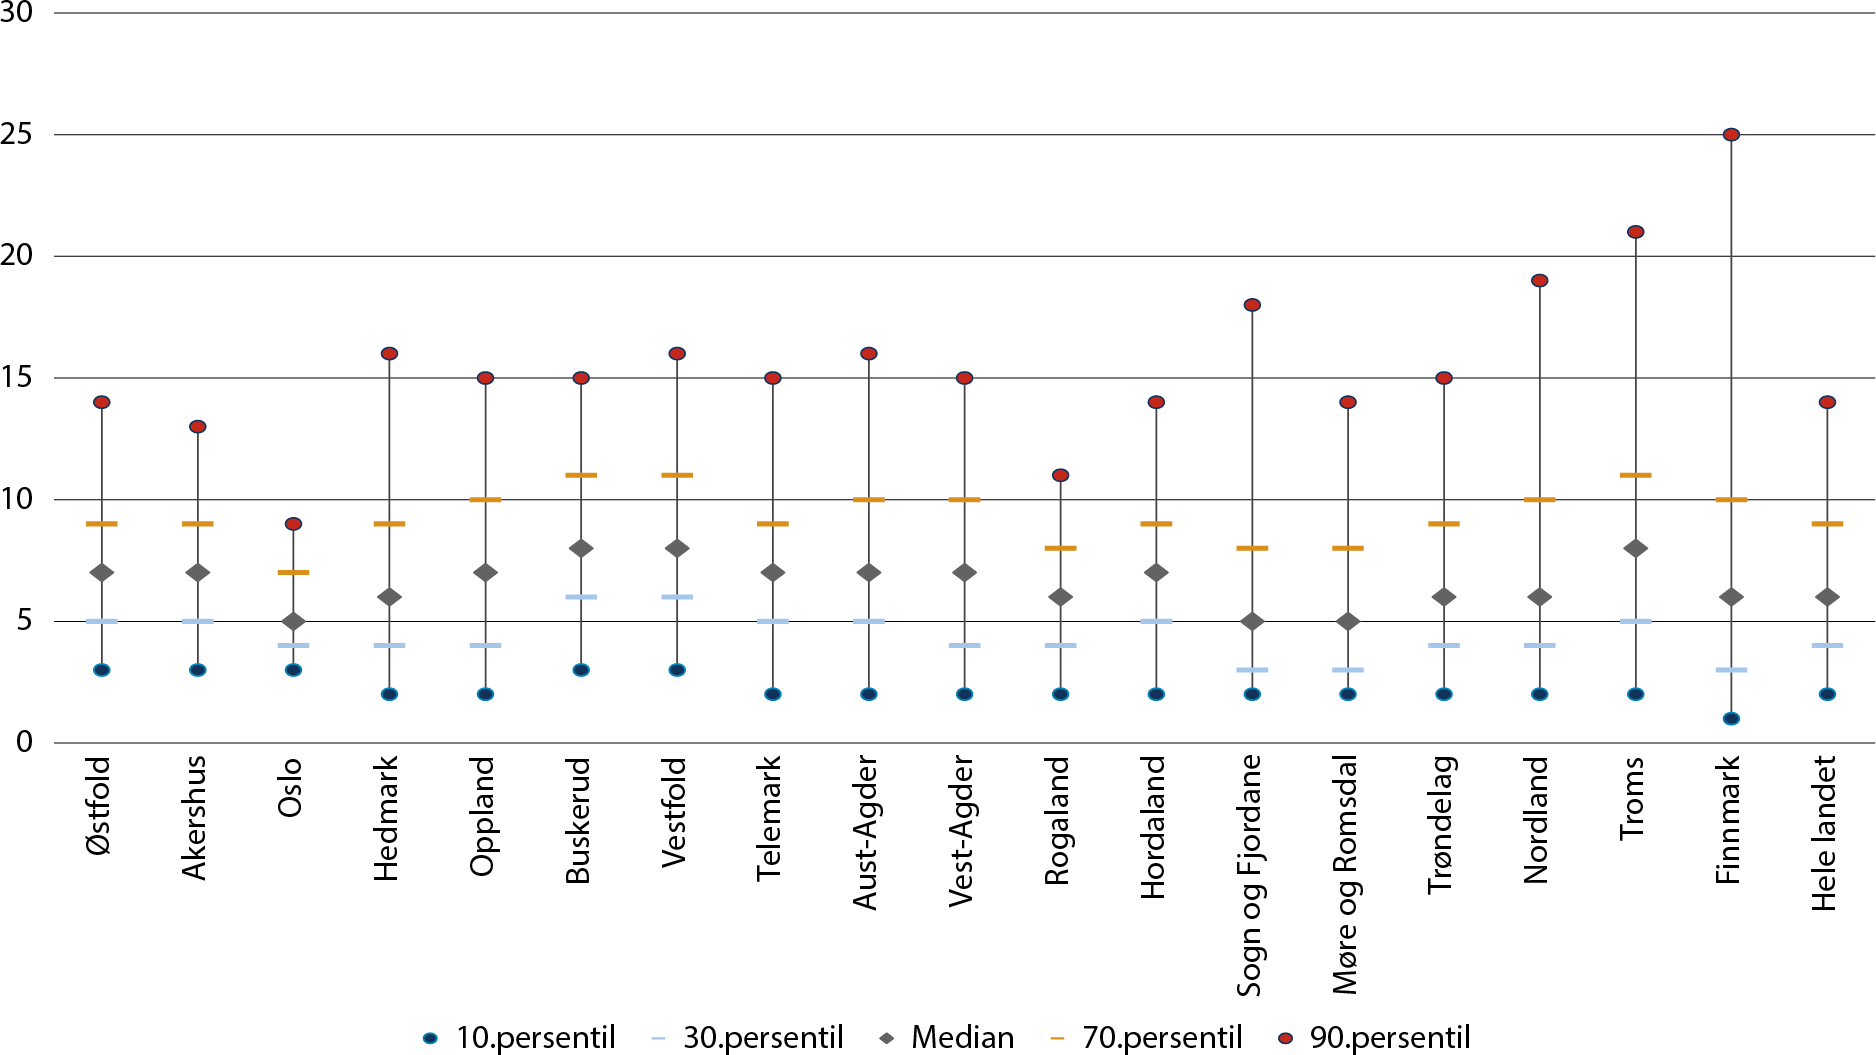 30
25
20
15
10
5
0
Østfold
Akershus
Oslo
Hedmark
Oppland
Buskerud
Vestfold
Telemark
Aust-Agder
Vest-Agder
Rogaland
Hordaland
Sogn og Fjordane
Møre og Romsdal
Trøndelag
Nordland
Troms
Finnmark
Hele landet
10.persentil 30.persentil Median 70.persentil 90.persentil